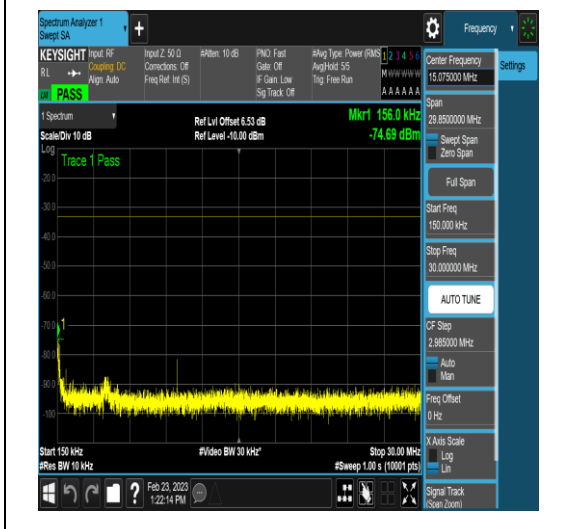 Spectrum Analyzer 1
Swept SA
Frequency
KEYSIGHT
RL
PASS
Input: RF
Coupling: DC
Align: Auto
Input Z: 50 Ω
Corrections: Off
Freq Ref: Int (S)
#Atten: 10 dB
PNO: Fast
Gate: Off
IF Gain: Low
Sig Track: Off
#Avg Type: Power (RMS
Avg|Hold: 5/5
Trig: Free Run
1 2 3 4 5 6
M W W W W W
A A A A A A
1 Spectrum
Scale/Div 10 dB
Log
Ref Lvl Offset 6.53 dB
Ref Level -10.00 dBm
Mkr1 156.0 kHz
-74.69 dBm
Trace 1 Pass
-20.0
-30.0
-40.0
-50.0
-60.0
-70.0
-80.0
-90.0
-100
1
Start 150 kHz
#Res BW 10 kHz
#Video BW 30 kHz*
Stop 30.00 MHz
#Sweep 1.00 s (10001 pts)
Feb 23, 2023
1:22:14 PM
Center Frequency
15.075000 MHz
Settings
Span
29.8500000 MHz
Swept Span
Zero Span
Full Span
Start Freq
150.000 kHz
Stop Freq
30.000000 MHz
AUTO TUNE
CF Step
2.985000 MHz
Auto
Man
Freq Offset
0 Hz
X Axis Scale
Log
Lin
Signal Track
(Span Zoom)